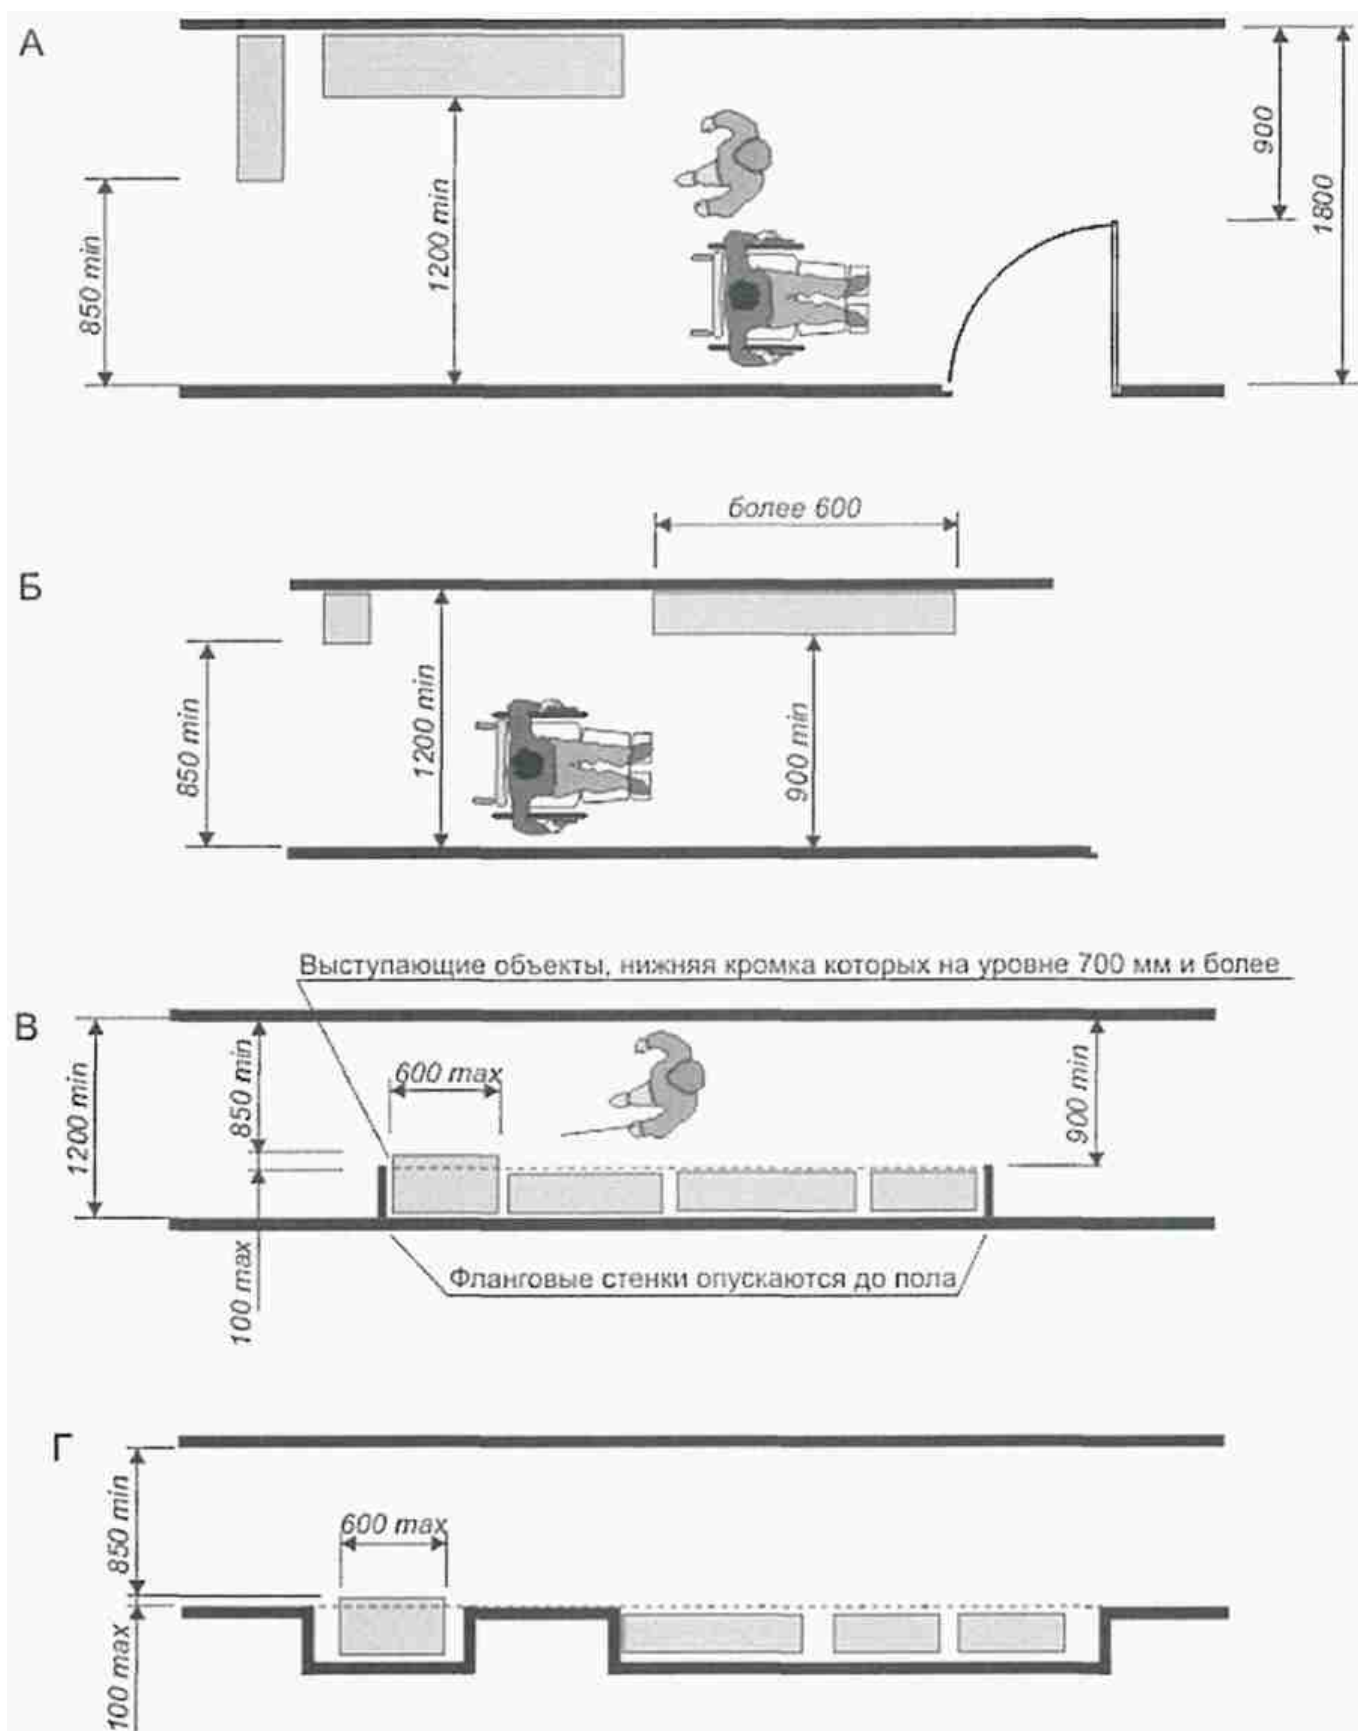 А
850 min
1200 min
900
1800
Б
более 600
850 min
1200 min
900 min
Выступающие объекты, нижняя кромка которых на уровне 700 мм и более
В
1200 min
850 min
600 max
900 min
100 max
Фланговые стенки опускаются до пола
Г
850 min
600 max
100 max